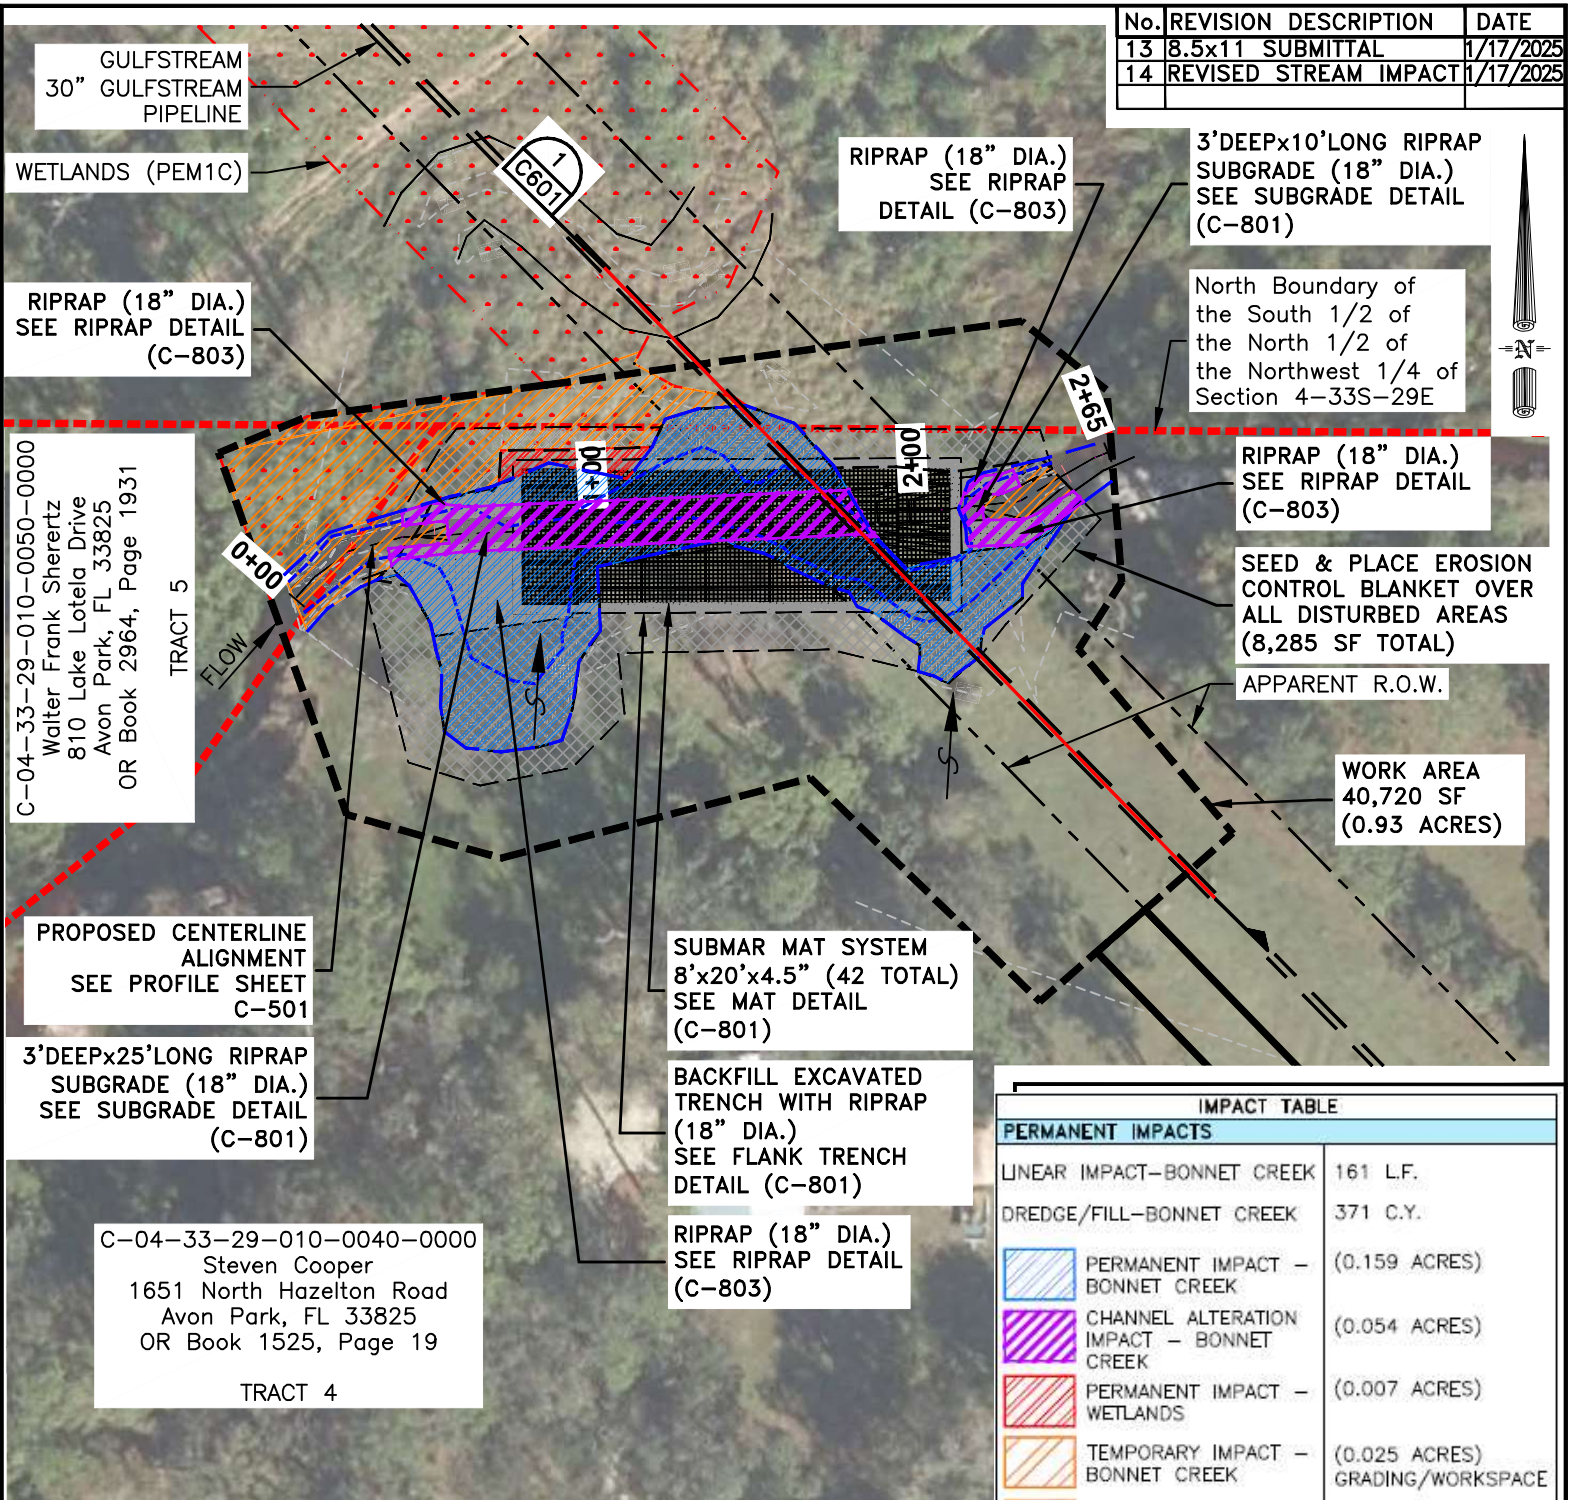 No. REVISION DESCRIPTION DATE
13 8.5x11 SUBMITTAL 1/17/2025
14 REVISED STREAM IMPACT 1/17/2025
GULFSTREAM
30" GULFSTREAM
PIPELINE
WETLANDS (PEM1C)
1
C601
RIPRAP (18" DIA.)
SEE RIPRAP
DETAIL (C-803)
3'DEEPx10'LONG RIPRAP
SUBGRADE (18" DIA.)
SEE SUBGRADE DETAIL
(C-801)
North Boundary of
the South 1/2 of
the North 1/2 of
the Northwest 1/4 of
Section 4-33S-29E
N
RIPRAP (18" DIA.)
SEE RIPRAP DETAIL
(C-803)
0+00
1+00
2+00
2+65
FLOW
S
S
C-04-33-29-010-0050-0000
Walter Frank Sheretz
810 Lake Lotela Drive
Avon Park, FL 33825
OR Book 2964, Page 1931
TRACT 5
RIPRAP (18" DIA.)
SEE RIPRAP DETAIL
(C-803)
SEED & PLACE EROSION
CONTROL BLANKET OVER
ALL DISTURBED AREAS
(8,285 SF TOTAL)
APPARENT R.O.W.
WORK AREA
40,720 SF
(0.93 ACRES)
PROPOSED CENTERLINE
ALIGNMENT
SEE PROFILE SHEET
C-501
3'DEEPx25'LONG RIPRAP
SUBGRADE (18" DIA.)
SEE SUBGRADE DETAIL
(C-801)
SUBMAR MAT SYSTEM
8'x20'x4.5" (42 TOTAL)
SEE MAT DETAIL
(C-801)
BACKFILL EXCAVATED
TRENCH WITH RIPRAP
(18" DIA.)
SEE FLANK TRENCH
DETAIL (C-801)
RIPRAP (18" DIA.)
SEE RIPRAP DETAIL
(C-803)
C-04-33-29-010-0040-0000
Steven Cooper
1651 North Hazelton Road
Avon Park, FL 33825
OR Book 1525, Page 19
TRACT 4
IMPACT TABLE
PERMANENT IMPACTS
LINEAR IMPACT-BONNET CREEK 161 L.F.
DREDGE/FILL-BONNET CREEK 371 C.Y.
PERMANENT IMPACT - (0.159 ACRES)
BONNET CREEK
CHANNEL ALTERATION (0.054 ACRES)
IMPACT - BONNET
CREEK
PERMANENT IMPACT - (0.007 ACRES)
WETLANDS
TEMPORARY IMPACT - (0.025 ACRES)
BONNET CREEK GRADING/WORKSPACE